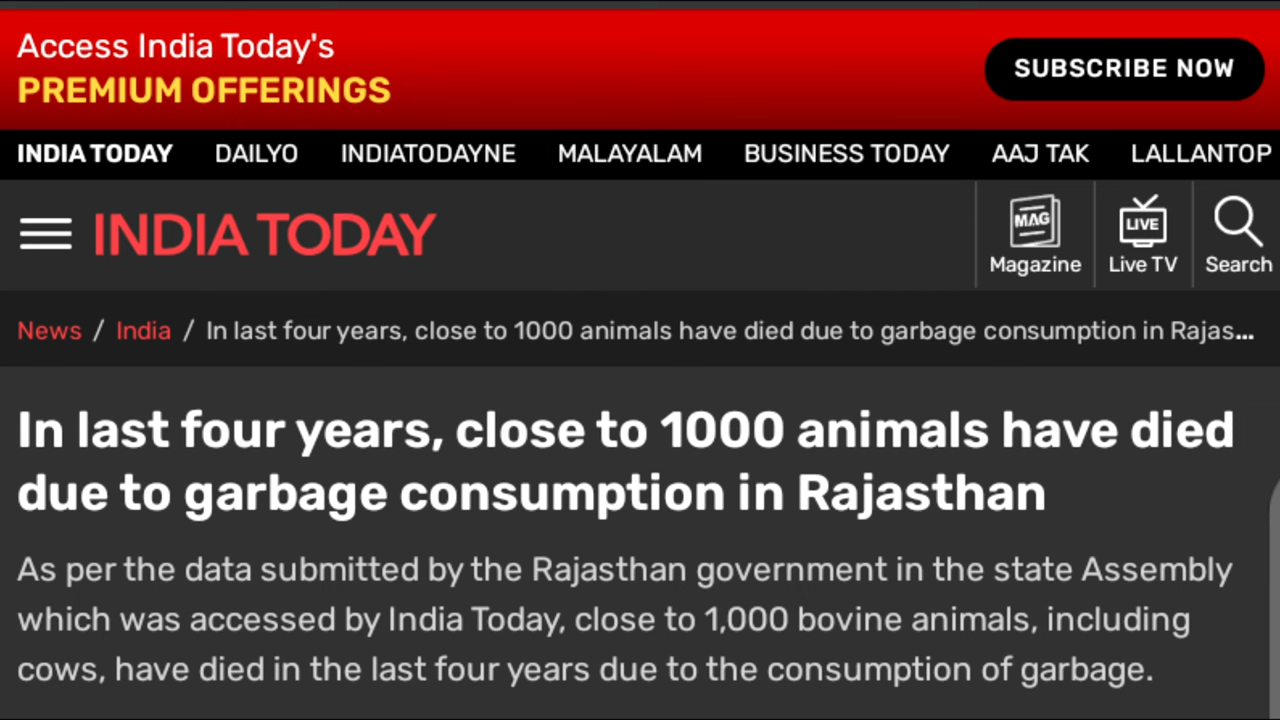 Access India Today's
PREMIUM OFFERINGS
SUBSCRIBE NOW
INDIA TODAY DAILYO INDIATODAYNE MALAYALAM BUSINESS TODAY AAJ TAK LALLANTOP
INDIA TODAY
MAG
Magazine
LIVE
Live TV
Search
News / India / In last four years, close to 1000 animals have died due to garbage consumption in Rajas...
In last four years, close to 1000 animals have died
due to garbage consumption in Rajasthan
As per the data submitted by the Rajasthan government in the state Assembly
which was accessed by India Today, close to 1,000 bovine animals, including
cows, have died in the last four years due to the consumption of garbage.